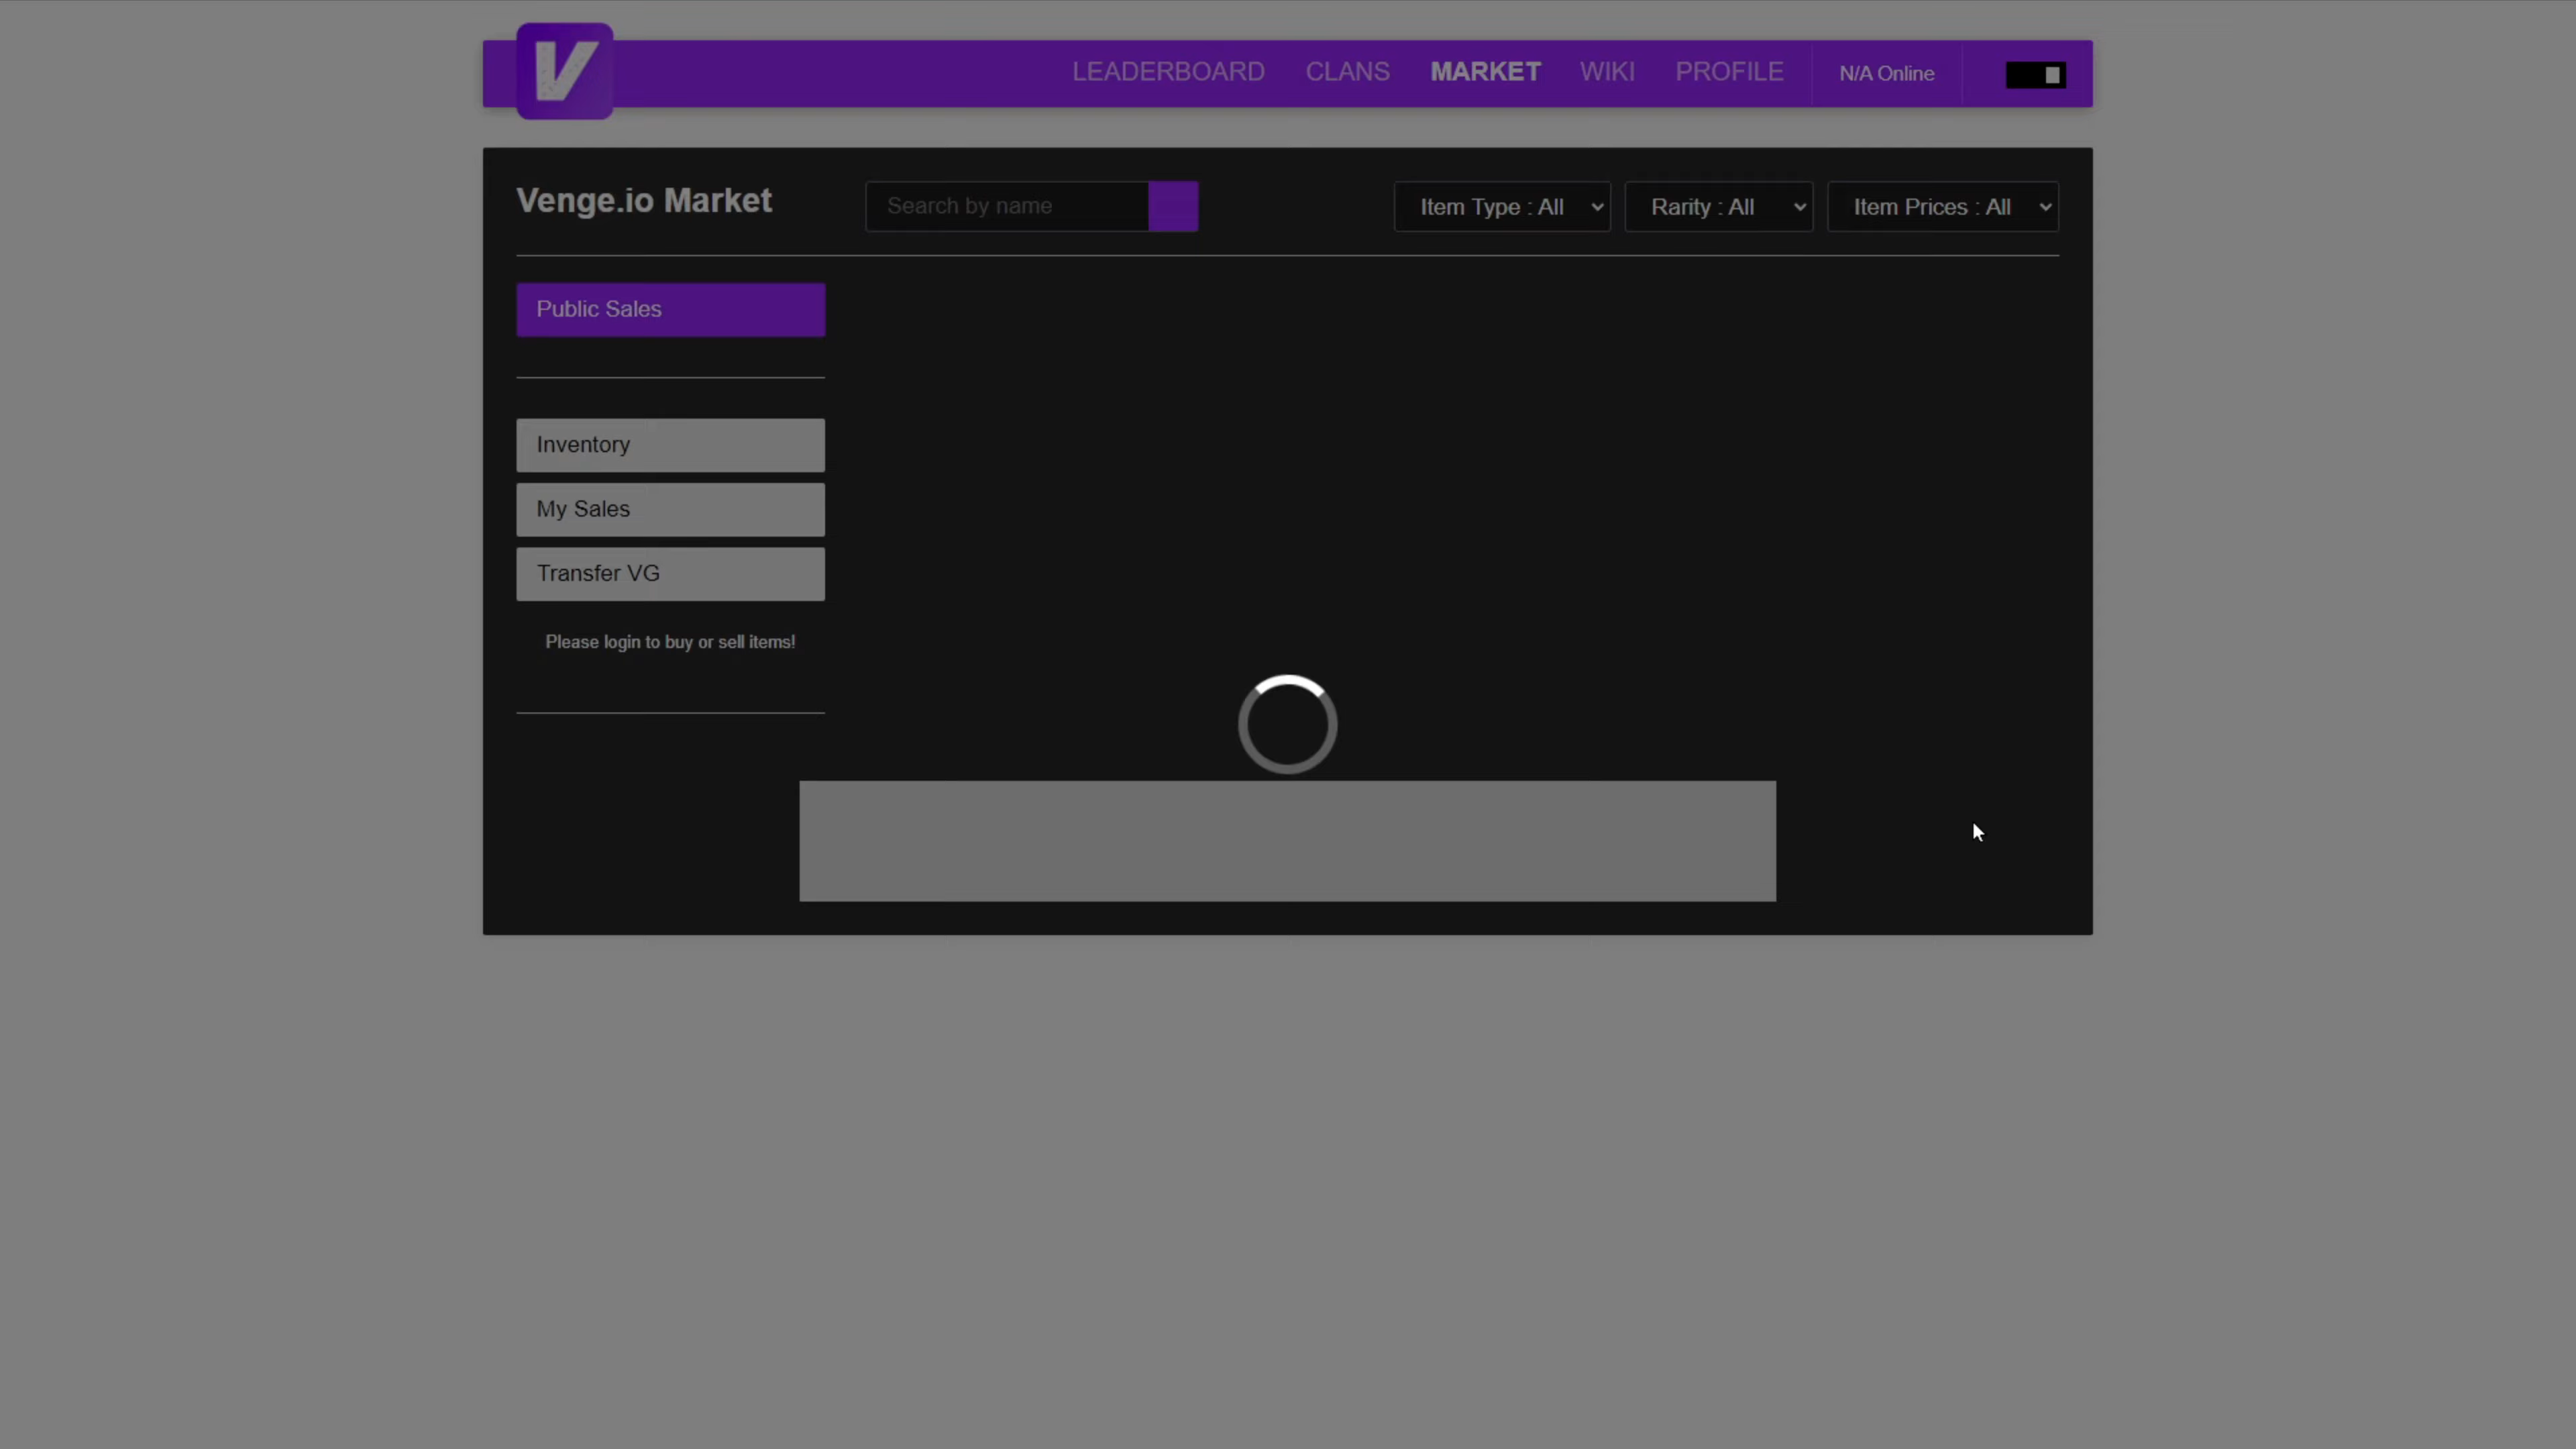 V
LEADERBOARD
CLANS
MARKET
WIKI
PROFILE
N/A Online
Venge.io Market
Search by name
Item Type : All
Rarity : All
Item Prices : All
Public Sales
Inventory
My Sales
Transfer VG
Please login to buy or sell items!